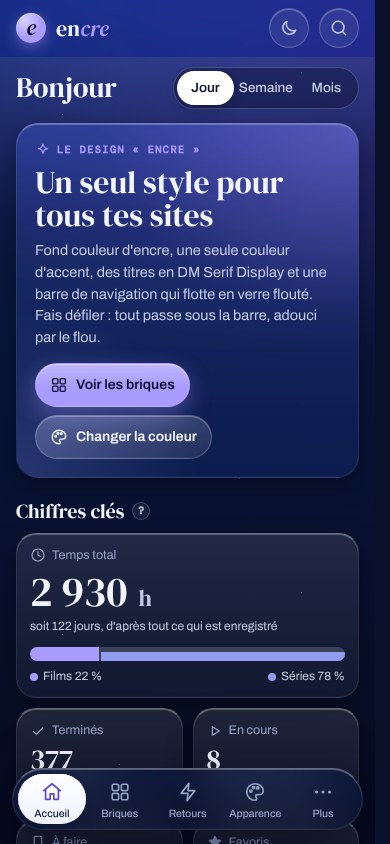 e encre
Bonjour
Jour Semaine Mois
LE DESIGN « ENCRE »
Un seul style pour
tous tes sites
Fond couleur d'encre, une seule couleur
d'accent, des titres en DM Serif Display et une
barre de navigation qui flotte en verre flouté.
Fais défiler : tout passe sous la barre, adouci
par le flou.
Voir les briques
Changer la couleur
Chiffres clés ?
Temps total
2 930 h
soit 122 jours, d'après tout ce qui est enregistré
Films 22 % Séries 78 %
Terminés En cours
377 8
Accueil Briques Retours Apparence Plus
À faire Favoris